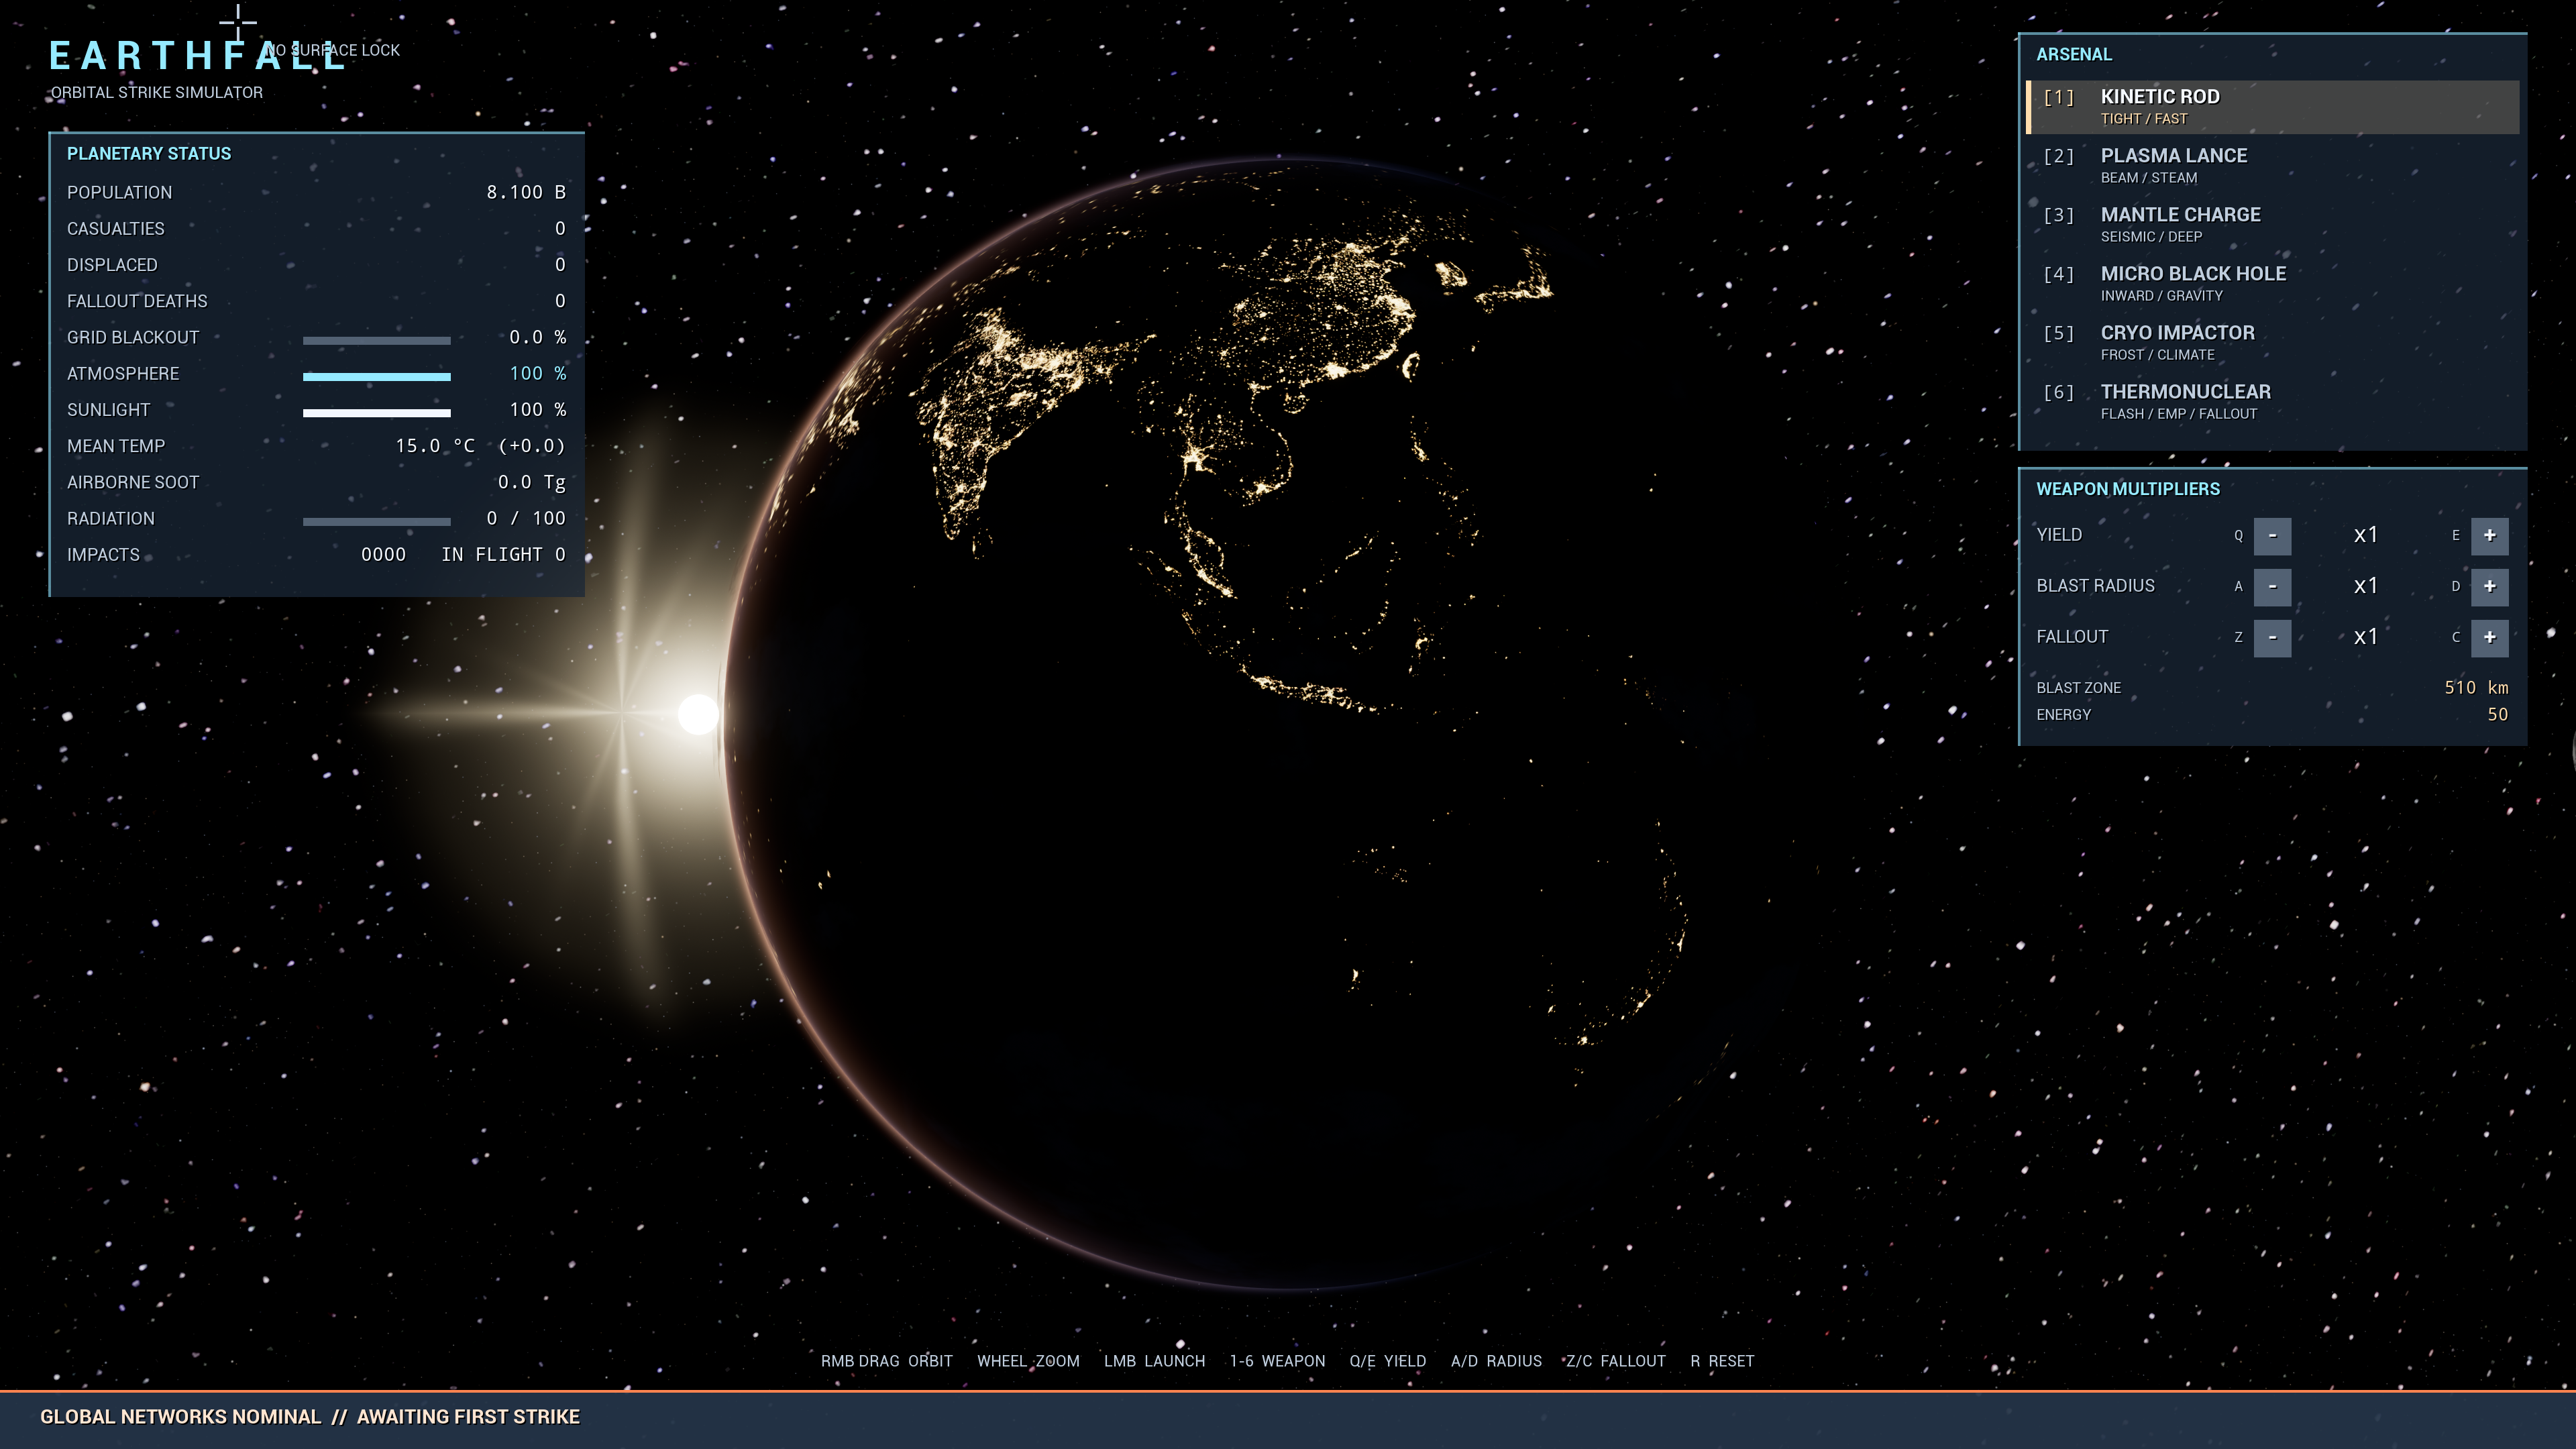 EARTHFALL
NO SURFACE LOCK
ORBITAL STRIKE SIMULATOR
PLANETARY STATUS
POPULATION 8.100 B
CASUALTIES 0
DISPLACED 0
FALLOUT DEATHS 0
GRID BLACKOUT 0.0 %
ATMOSPHERE 100 %
SUNLIGHT 100 %
MEAN TEMP 15.0 °C (+0.0)
AIRBORNE SOOT 0.0 Tg
RADIATION 0 / 100
IMPACTS 0000 IN FLIGHT 0
ARSENAL
[1] KINETIC ROD
TIGHT / FAST
[2] PLASMA LANCE
BEAM / STEAM
[3] MANTLE CHARGE
SEISMIC / DEEP
[4] MICRO BLACK HOLE
INWARD / GRAVITY
[5] CRYO IMPACTOR
FROST / CLIMATE
[6] THERMONUCLEAR
FLASH / EMP / FALLOUT
WEAPON MULTIPLIERS
YIELD Q - x1 E +
BLAST RADIUS A - x1 D +
FALLOUT Z - x1 C +
BLAST ZONE 510 km
ENERGY 50
RMB DRAG ORBIT WHEEL ZOOM LMB LAUNCH 1-6 WEAPON Q/E YIELD A/D RADIUS Z/C FALLOUT R RESET
GLOBAL NETWORKS NOMINAL // AWAITING FIRST STRIKE